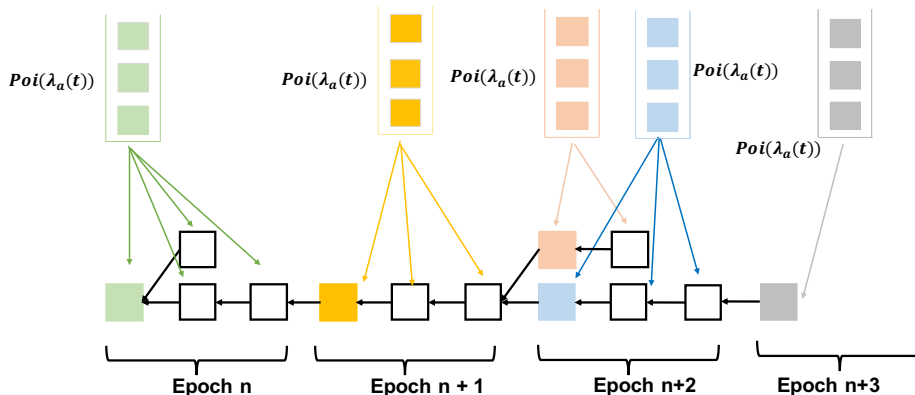 Poi(λₐ(t))
Poi(λₐ(t))
Poi(λₐ(t))
Poi(λₐ(t))
Poi(λₐ(t))
Epoch n
Epoch n + 1
Epoch n+2
Epoch n+3